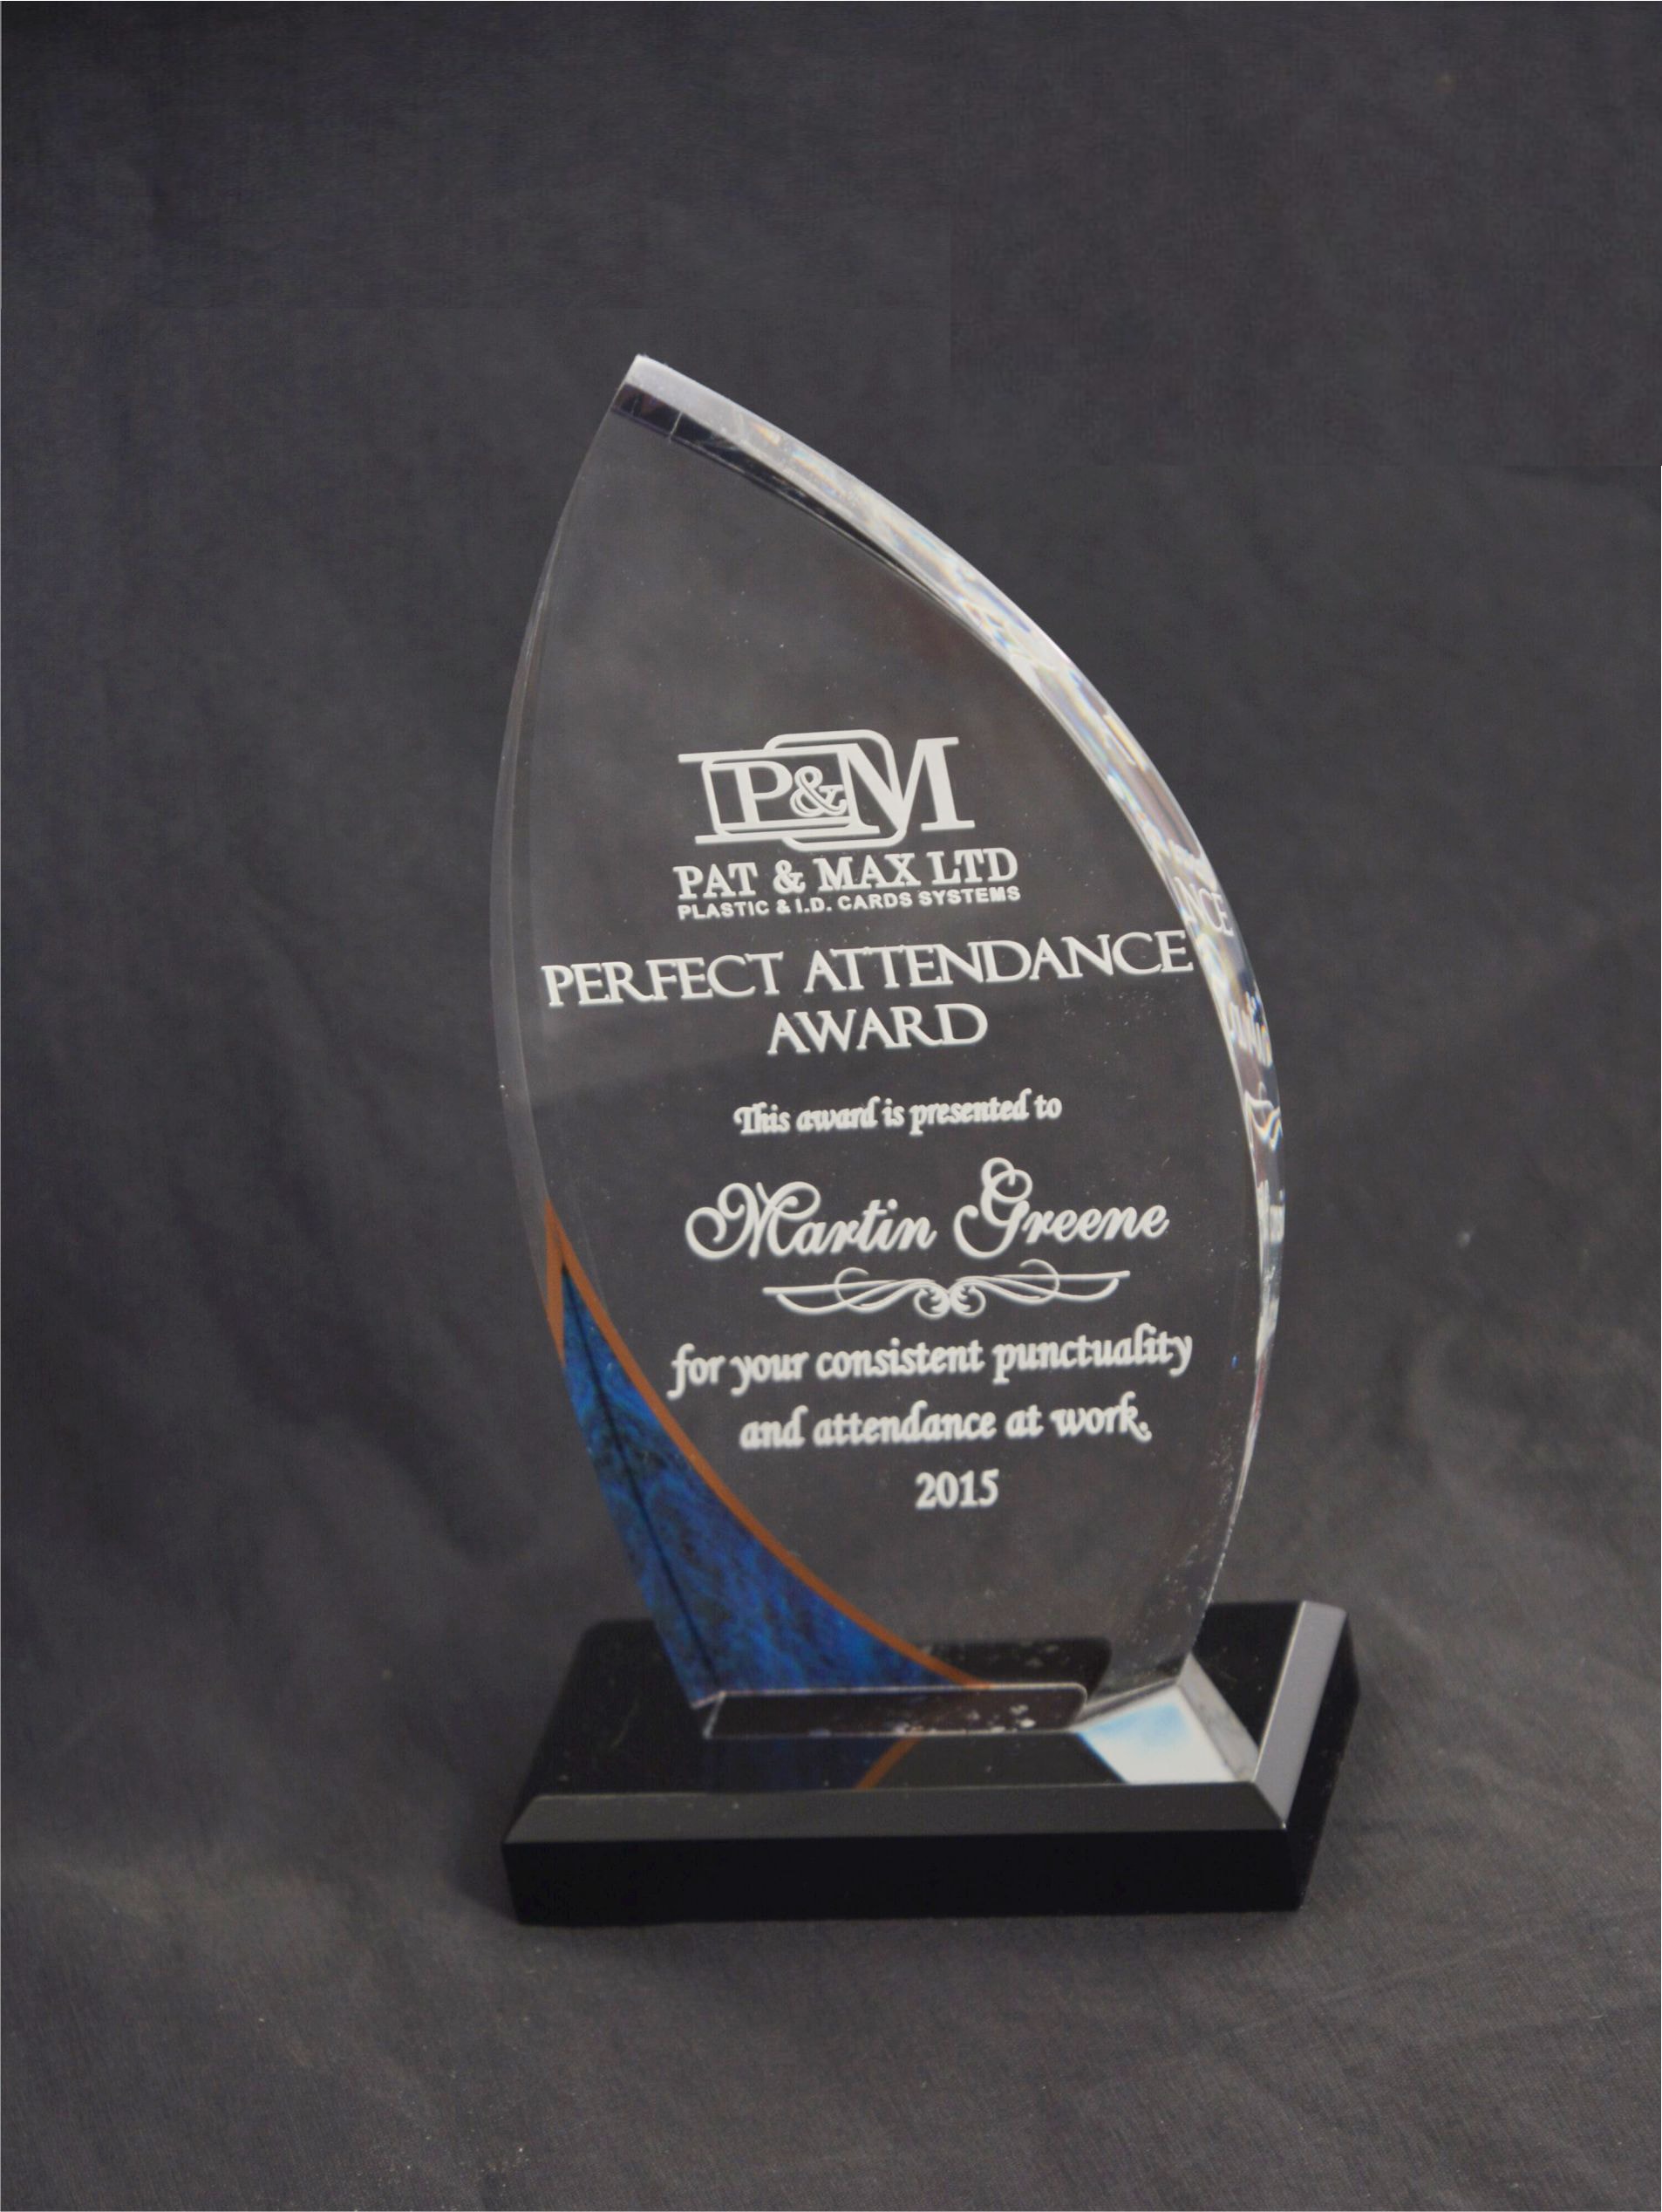 P&M
PAT & MAX LTD
PLASTIC & I.D. CARDS SYSTEMS
PERFECT ATTENDANCE
AWARD
This award is presented to
Martin Greene
for your consistent punctuality
and attendance at work.
2015